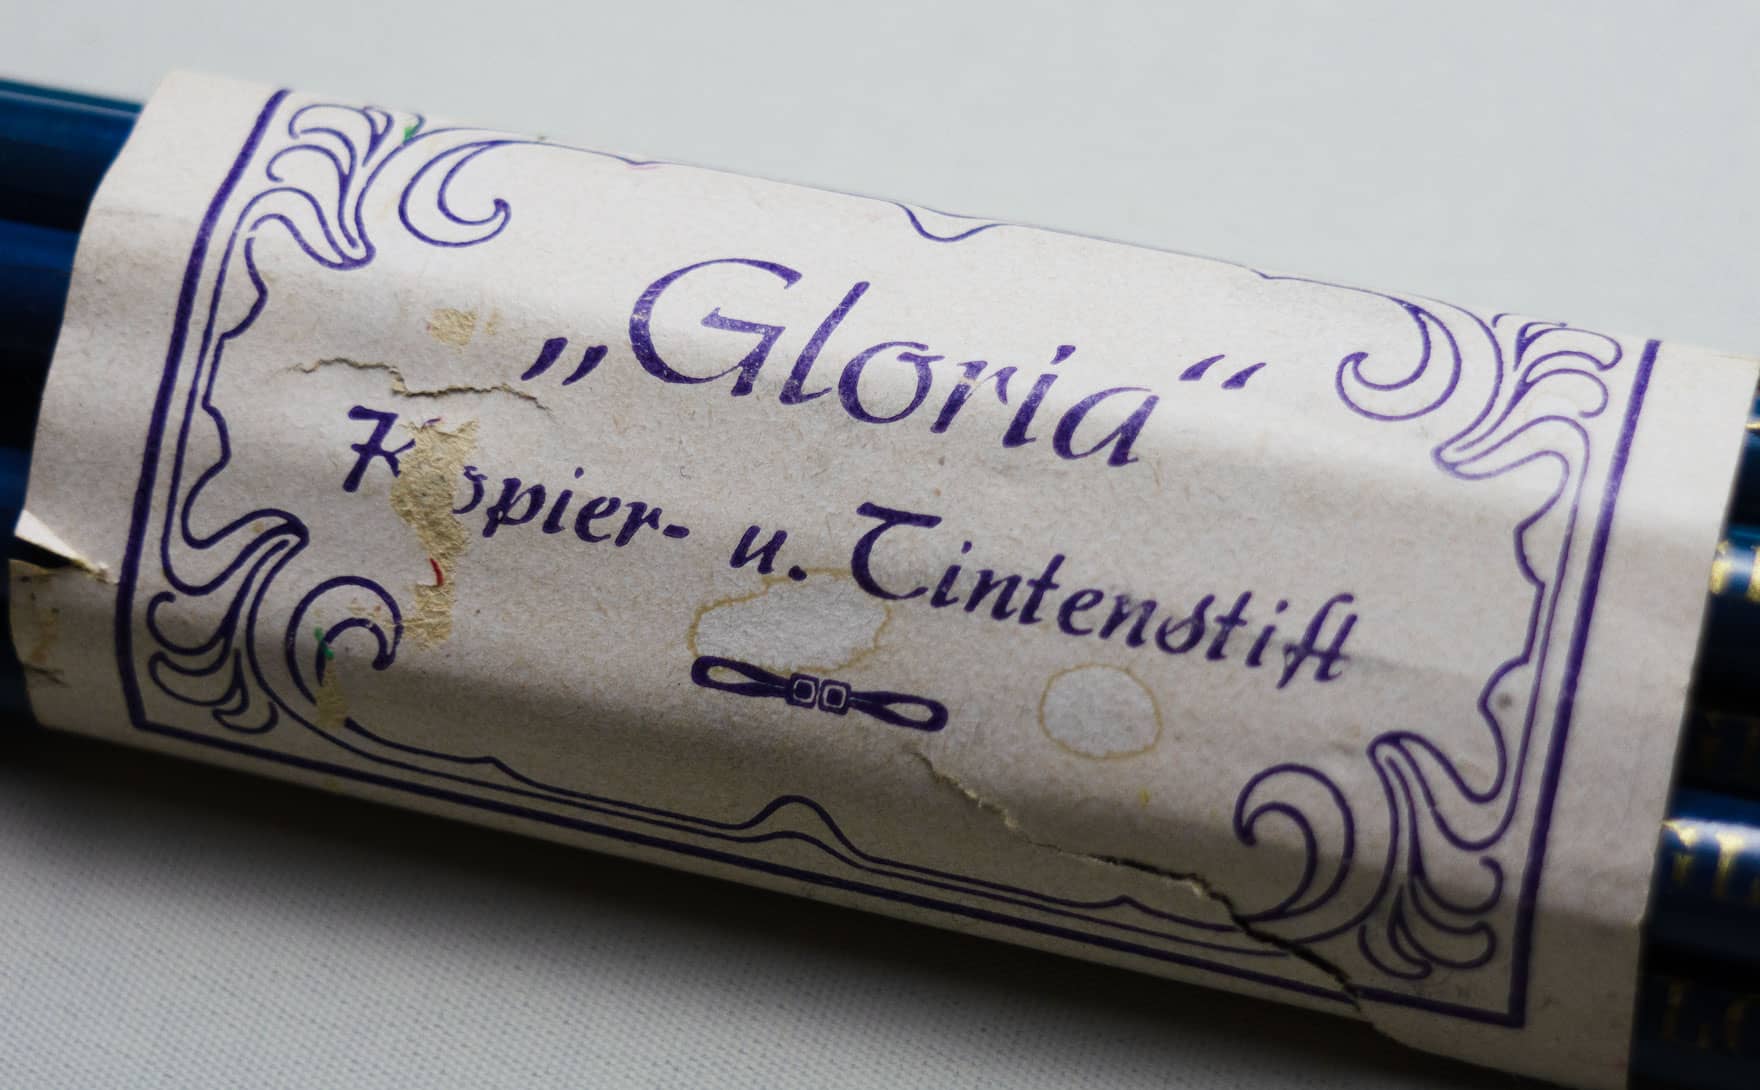 „Gloria“
Kopier- u. Tintenstift